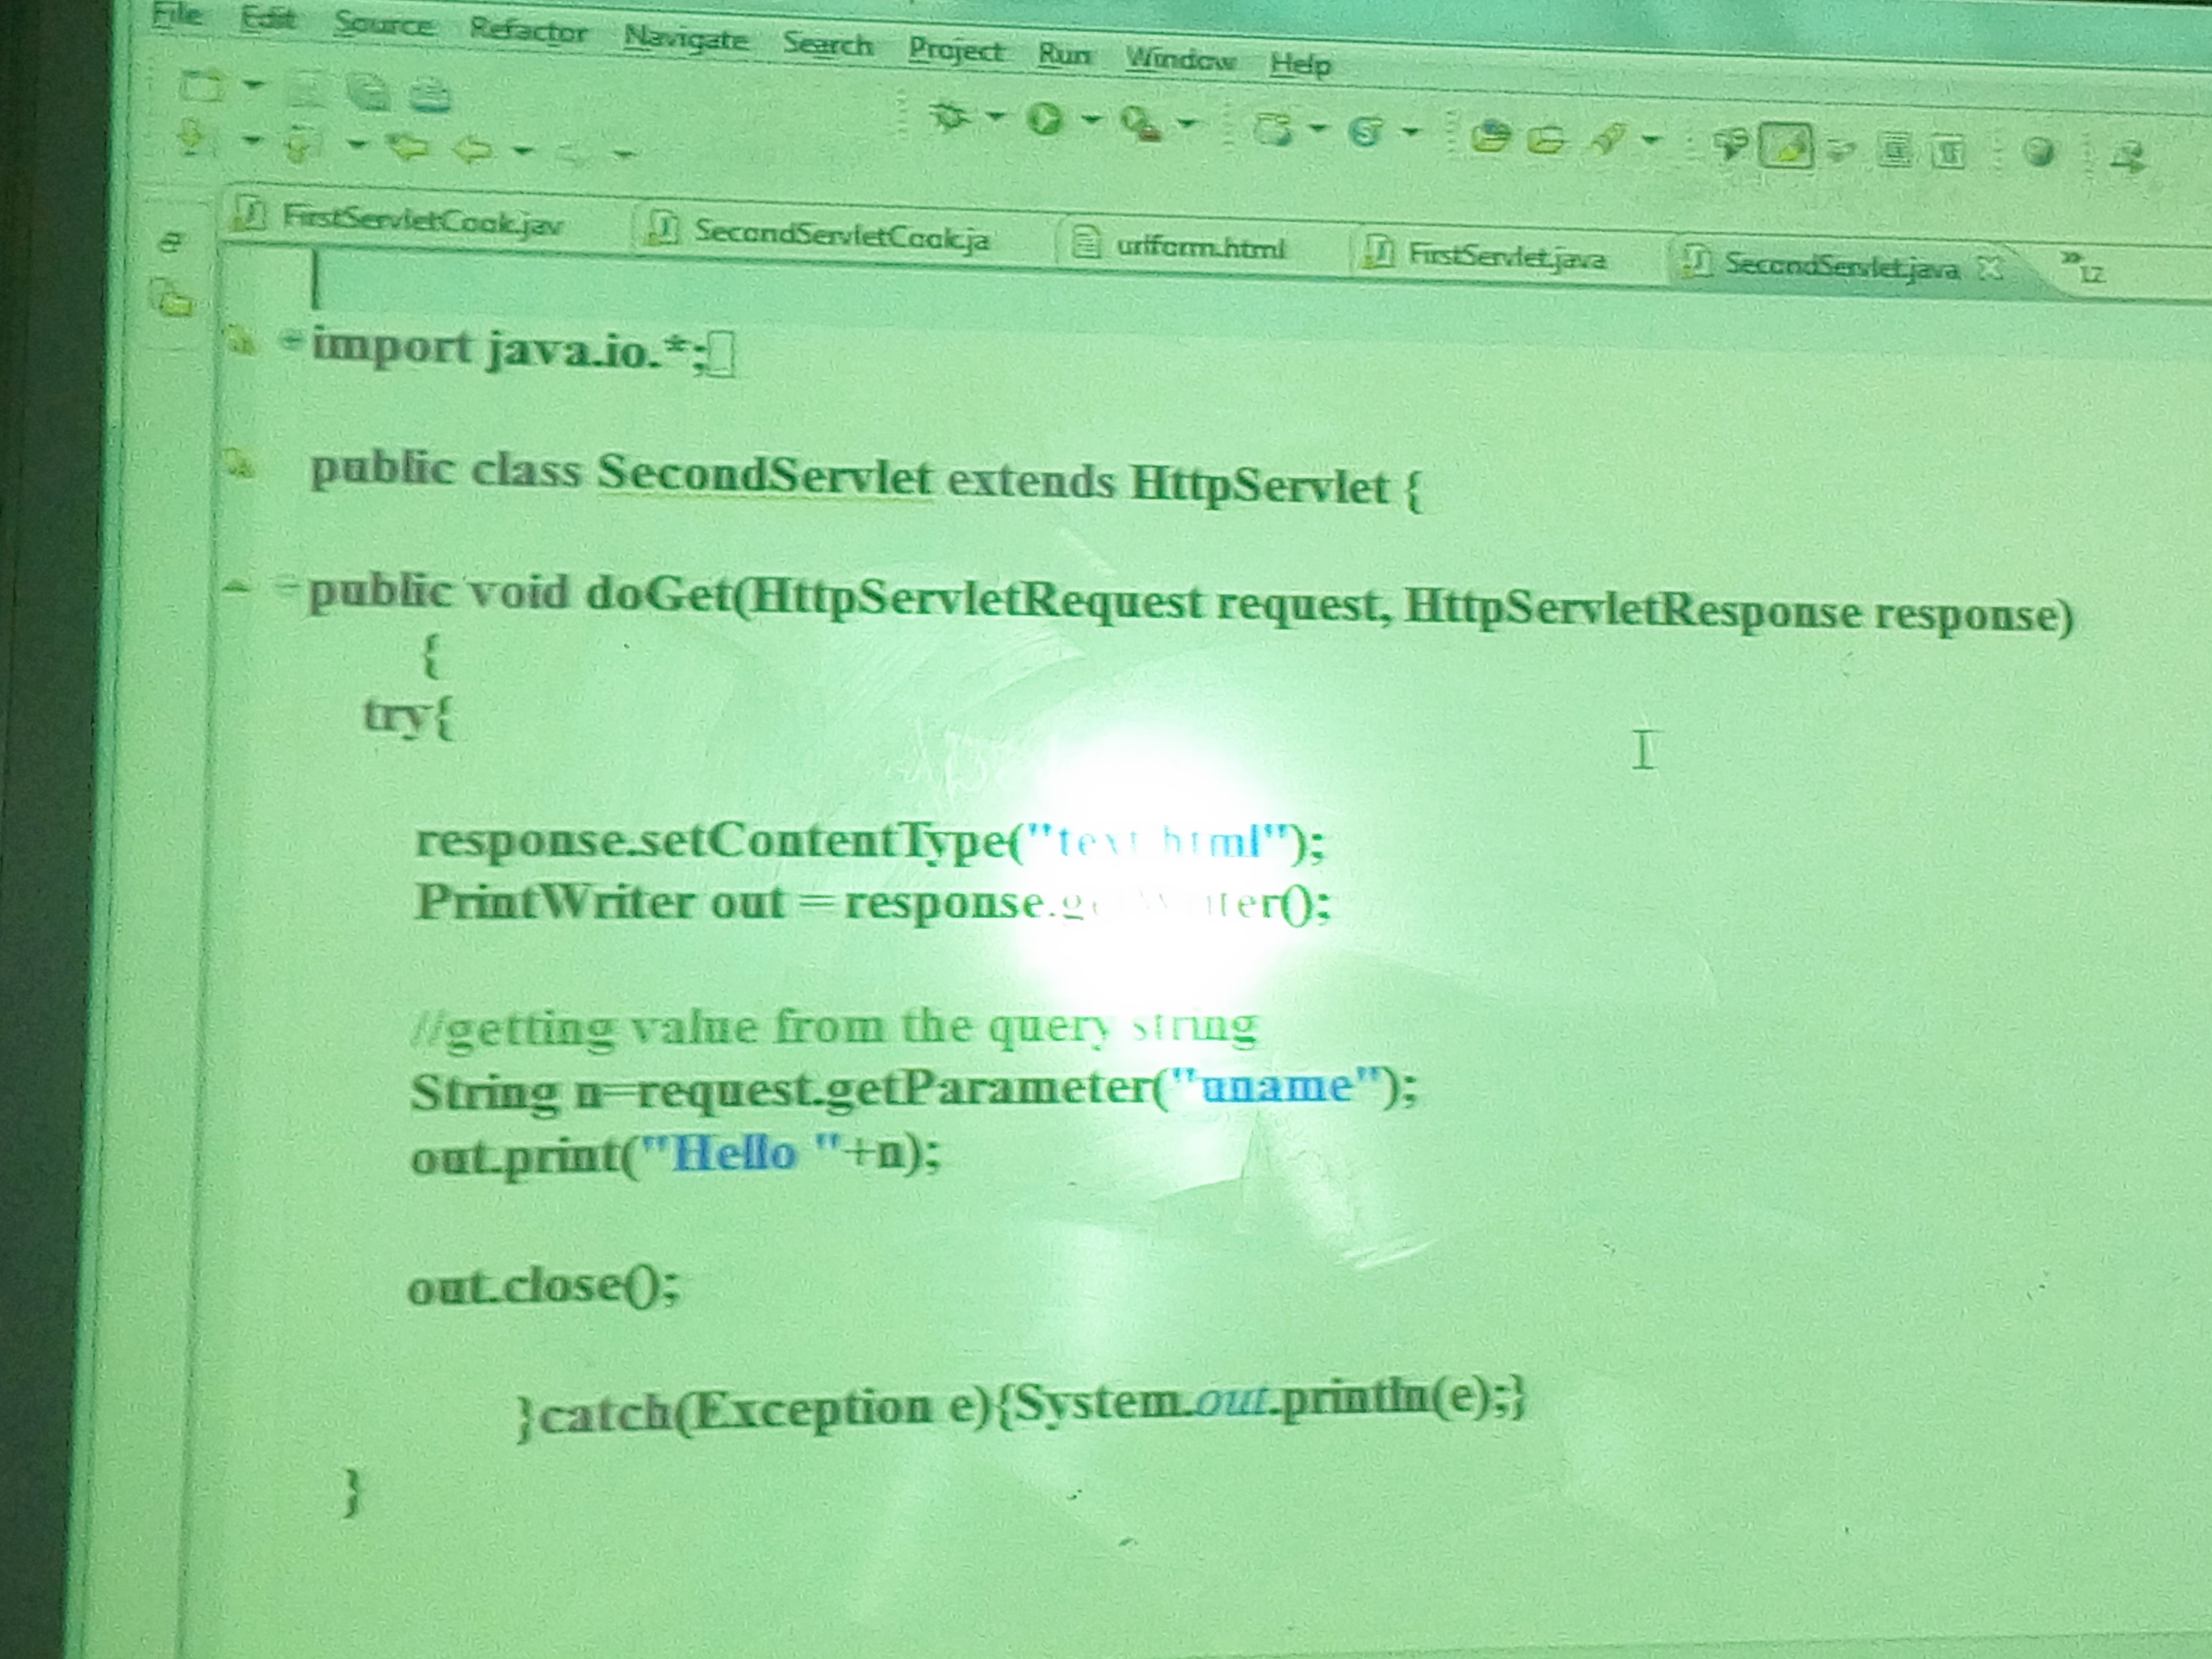 File Edit Source Refactor Navigate Search Project Run Window Help
FirstServletCook.jav SecondServletCook.ja urlform.html FirstServlet.java SecondServlet.java »12
import java.io.*;
public class SecondServlet extends HttpServlet {
public void doGet(HttpServletRequest request, HttpServletResponse response)
{
try{
response.setContentType("text html");
PrintWriter out = response.getWriter();
//getting value from the query string
String n=request.getParameter("uname");
out.print("Hello "+n);
out.close();
}catch(Exception e){System.out.println(e);}
}